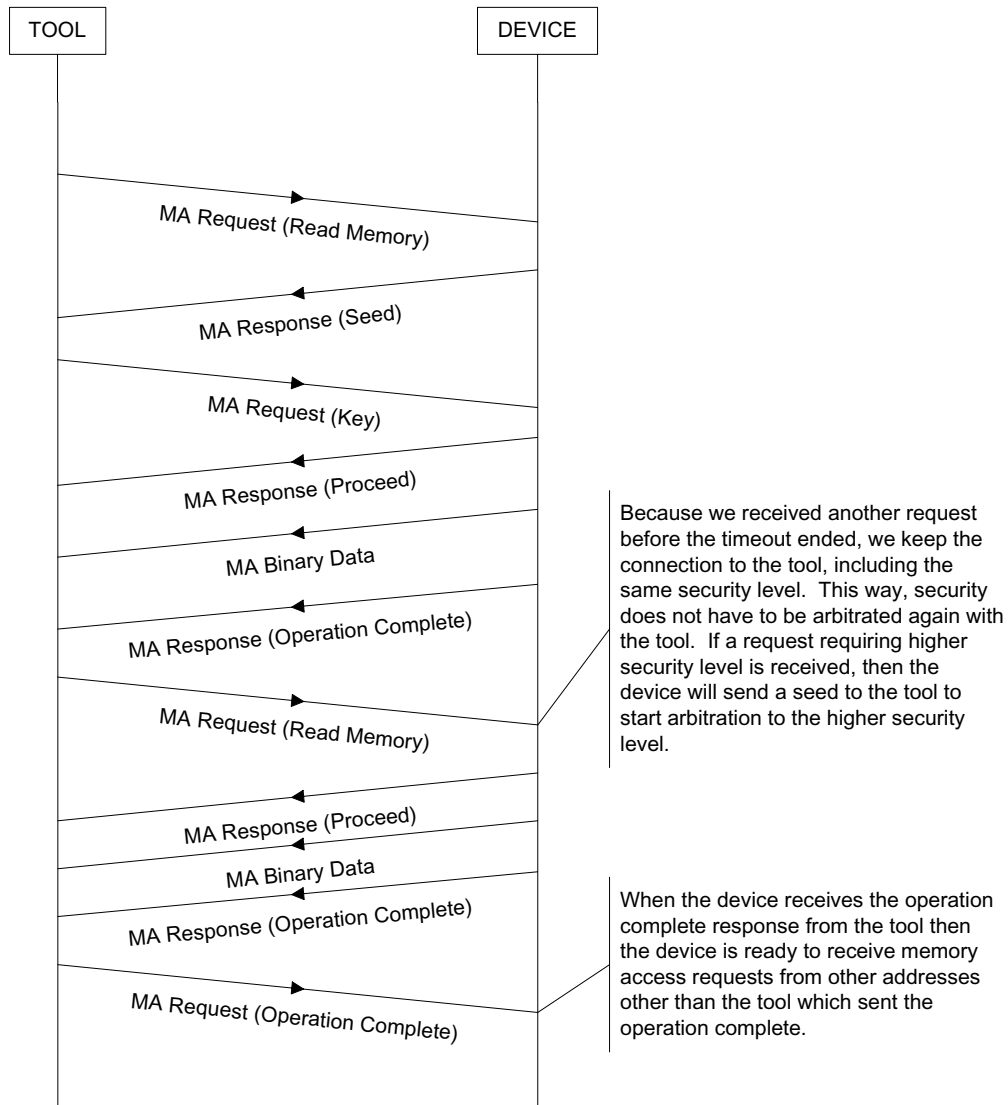 TOOL
DEVICE
MA Request (Read Memory)
MA Response (Seed)
MA Request (Key)
MA Response (Proceed)
MA Binary Data
MA Response (Operation Complete)
MA Request (Read Memory)
Because we received another request
before the timeout ended, we keep the
connection to the tool, including the
same security level.  This way, security
does not have to be arbitrated again with
the tool.  If a request requiring higher
security level is received, then the
device will send a seed to the tool to
start arbitration to the higher security
level.
MA Response (Proceed)
MA Binary Data
MA Response (Operation Complete)
MA Request (Operation Complete)
When the device receives the operation
complete response from the tool then
the device is ready to receive memory
access requests from other addresses
other than the tool which sent the
operation complete.